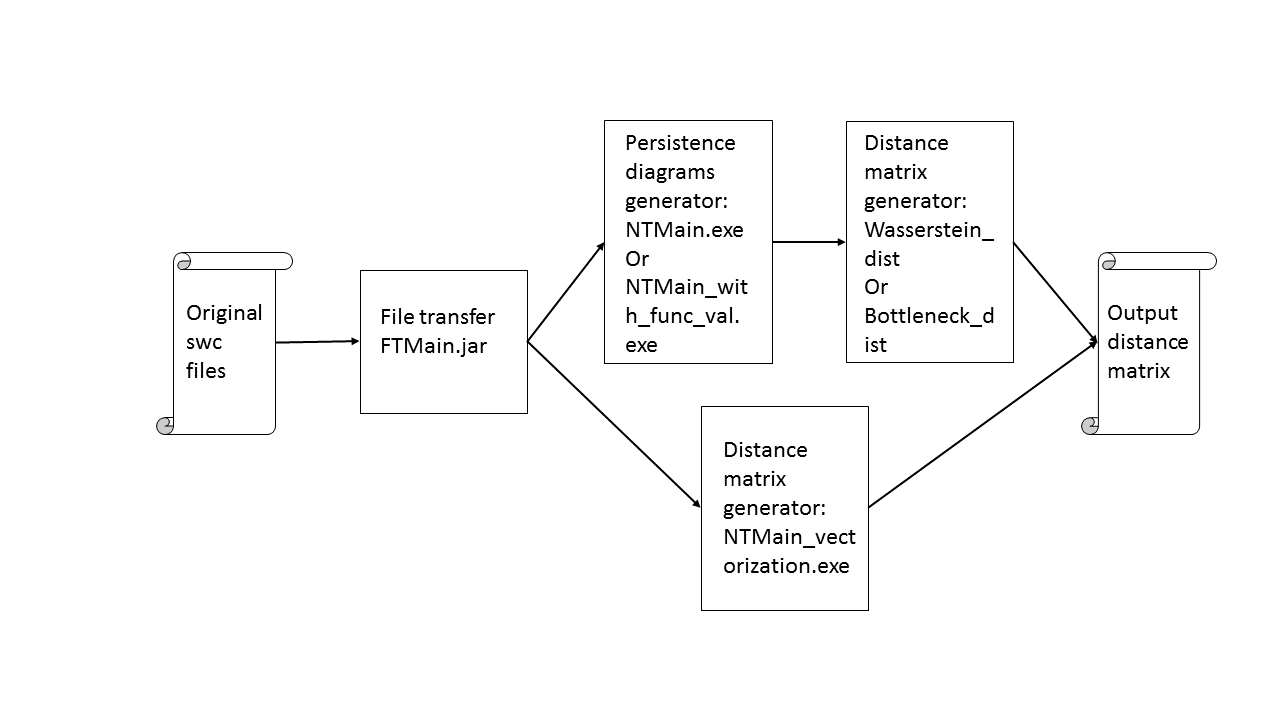 Original
swc
files
File transfer
FTMain.jar
Persistence
diagrams
generator:
NTMain.exe
Or
NTMain_wit
h_func_val.
exe
Distance
matrix
generator:
Wasserstein_
dist
Or
Bottleneck_d
ist
Distance
matrix
generator:
NTMain_vect
orization.exe
Output
distance
matrix